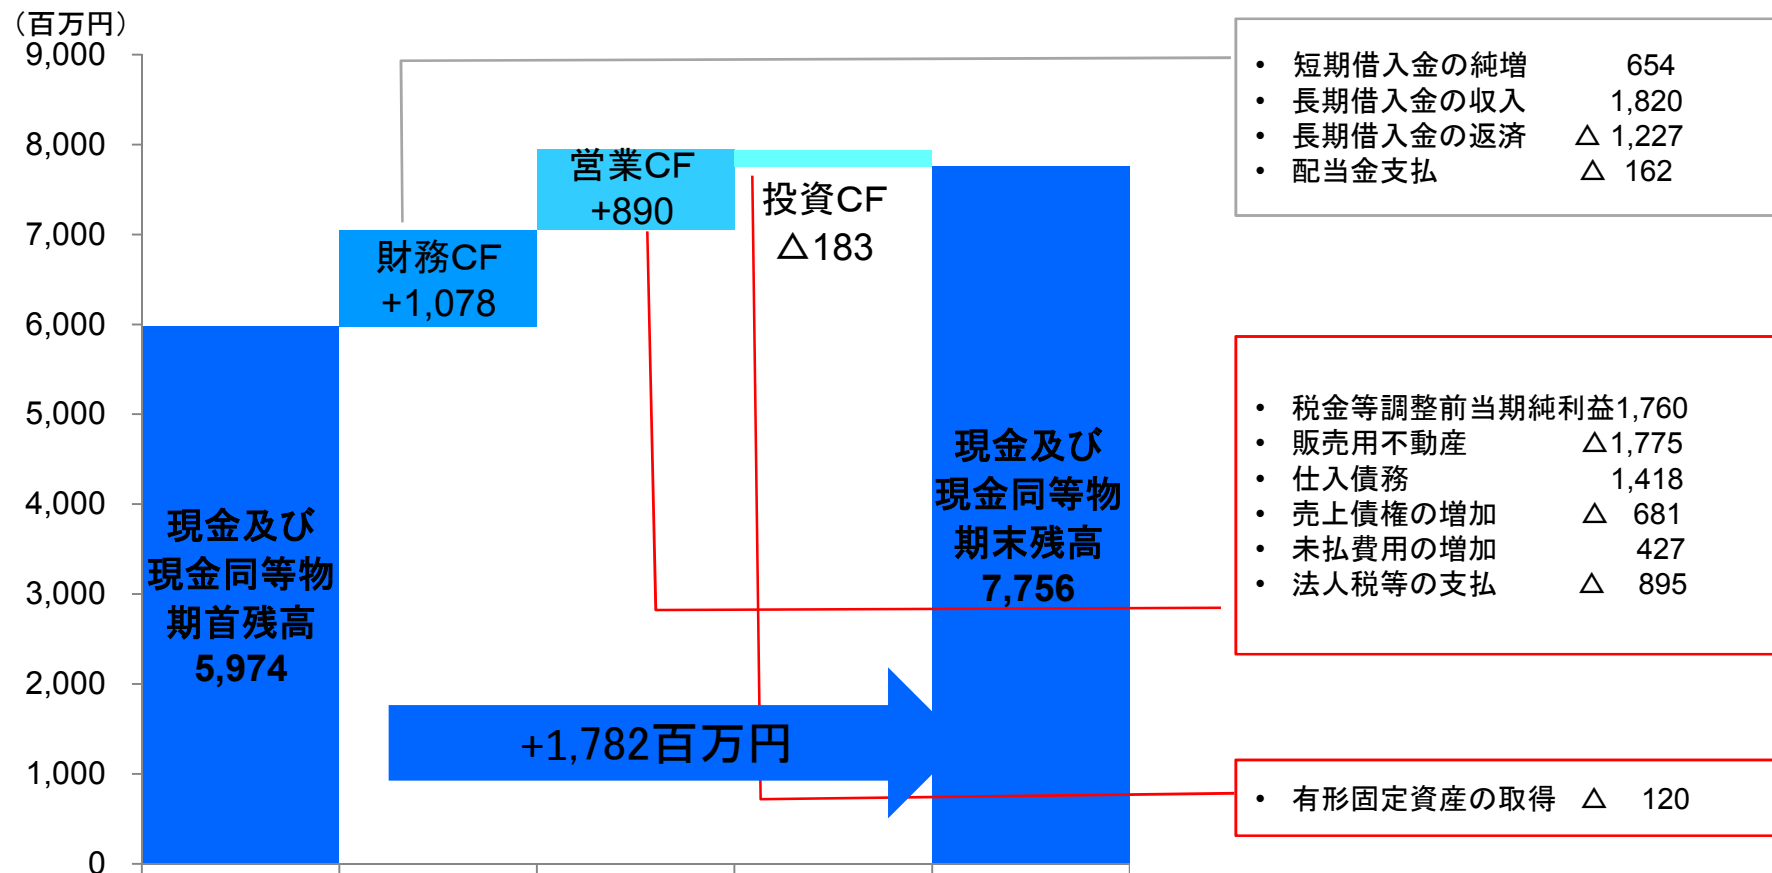 （百万円）
9,000
8,000
7,000
6,000
5,000
4,000
3,000
2,000
1,000
0
現金及び
現金同等物
期首残高
5,974
財務CF
+1,078
営業CF
+890
投資CF
△183
現金及び
現金同等物
期末残高
7,756
+1,782百万円
• 短期借入金の純増 654
• 長期借入金の収入 1,820
• 長期借入金の返済 △ 1,227
• 配当金支払 △ 162
• 税金等調整前当期純利益1,760
• 販売用不動産 △1,775
• 仕入債務 1,418
• 売上債権の増加 △ 681
• 未払費用の増加 427
• 法人税等の支払 △ 895
• 有形固定資産の取得 △ 120